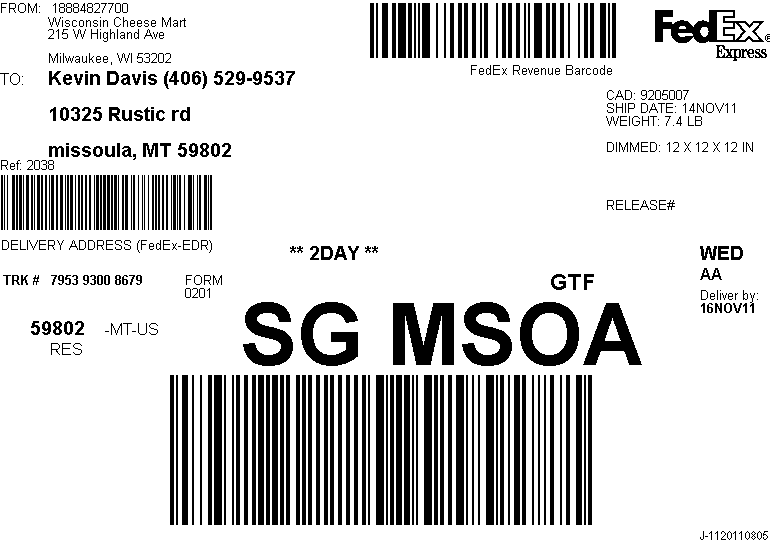 FROM: 18884827700
Wisconsin Cheese Mart
215 W Highland Ave
Milwaukee, WI 53202
FedEx Revenue Barcode
FedEx®
Express
TO: Kevin Davis (406) 529-9537
10325 Rustic rd
missoula, MT 59802
CAD: 9205007
SHIP DATE: 14NOV11
WEIGHT: 7.4 LB
DIMMED: 12 X 12 X 12 IN
Ref: 2038
RELEASE#
DELIVERY ADDRESS (FedEx-EDR)
** 2DAY **
WED
AA
TRK # 7953 9300 8679
FORM
0201
GTF
Deliver by:
16NOV11
59802 -MT-US
RES
SG MSOA
J-1120110805